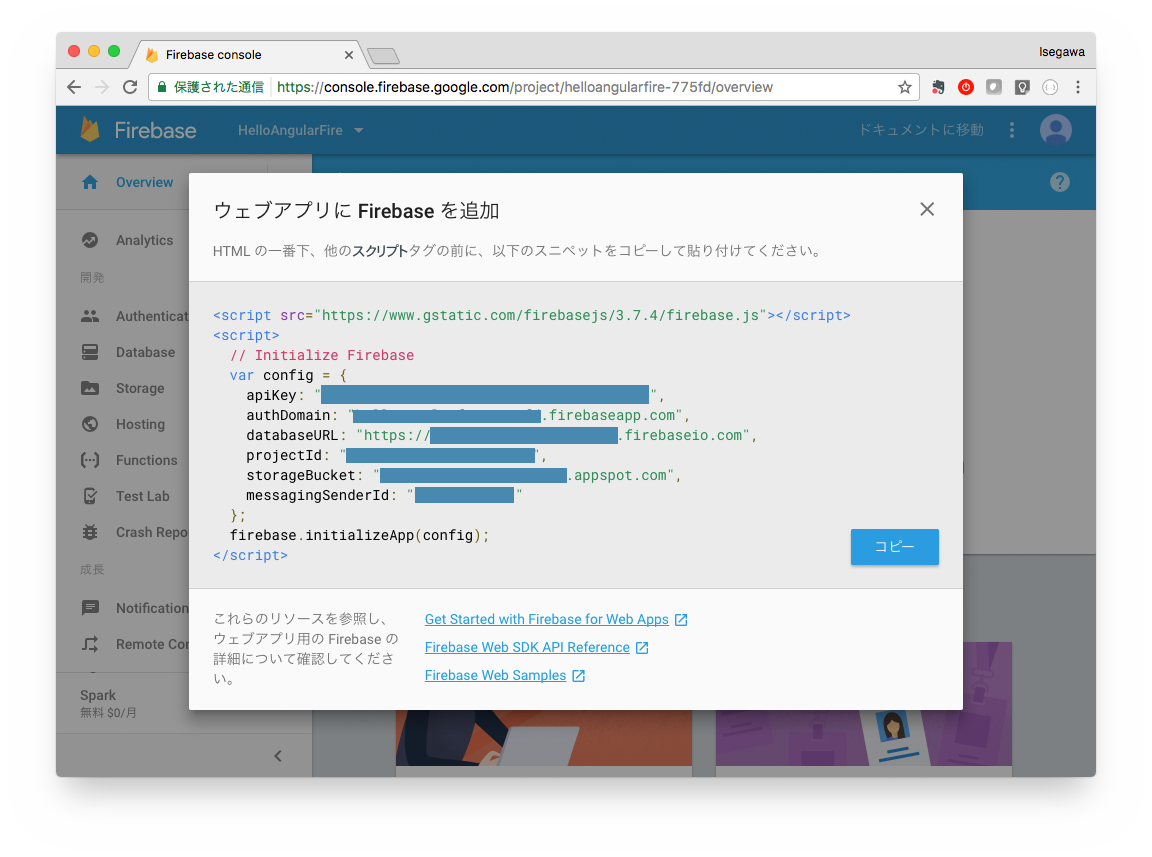 Firebase console
Isegawa
保護された通信
https://console.firebase.google.com/project/helloangularfire-775fd/overview
Firebase
HelloAngularFire
ドキュメントに移動
Overview
Analytics
開発
Authenticat
Database
Storage
Hosting
Functions
Test Lab
Crash Repo
成長
Notification
Remote Co
Spark
無料 $0/月
ウェブアプリに Firebase を追加
HTML の一番下、他のスクリプトタグの前に、以下のスニペットをコピーして貼り付けてください。
<script src="https://www.gstatic.com/firebasejs/3.7.4/firebase.js"></script>
<script>
// Initialize Firebase
var config = {
apiKey: "",
authDomain: ".firebaseapp.com",
databaseURL: "https://.firebaseio.com",
projectId: "",
storageBucket: ".appspot.com",
messagingSenderId: ""
};
firebase.initializeApp(config);
</script>
コピー
これらのリソースを参照し、
ウェブアプリ用の Firebase の
詳細について確認してくださ
い。
Get Started with Firebase for Web Apps
Firebase Web SDK API Reference
Firebase Web Samples